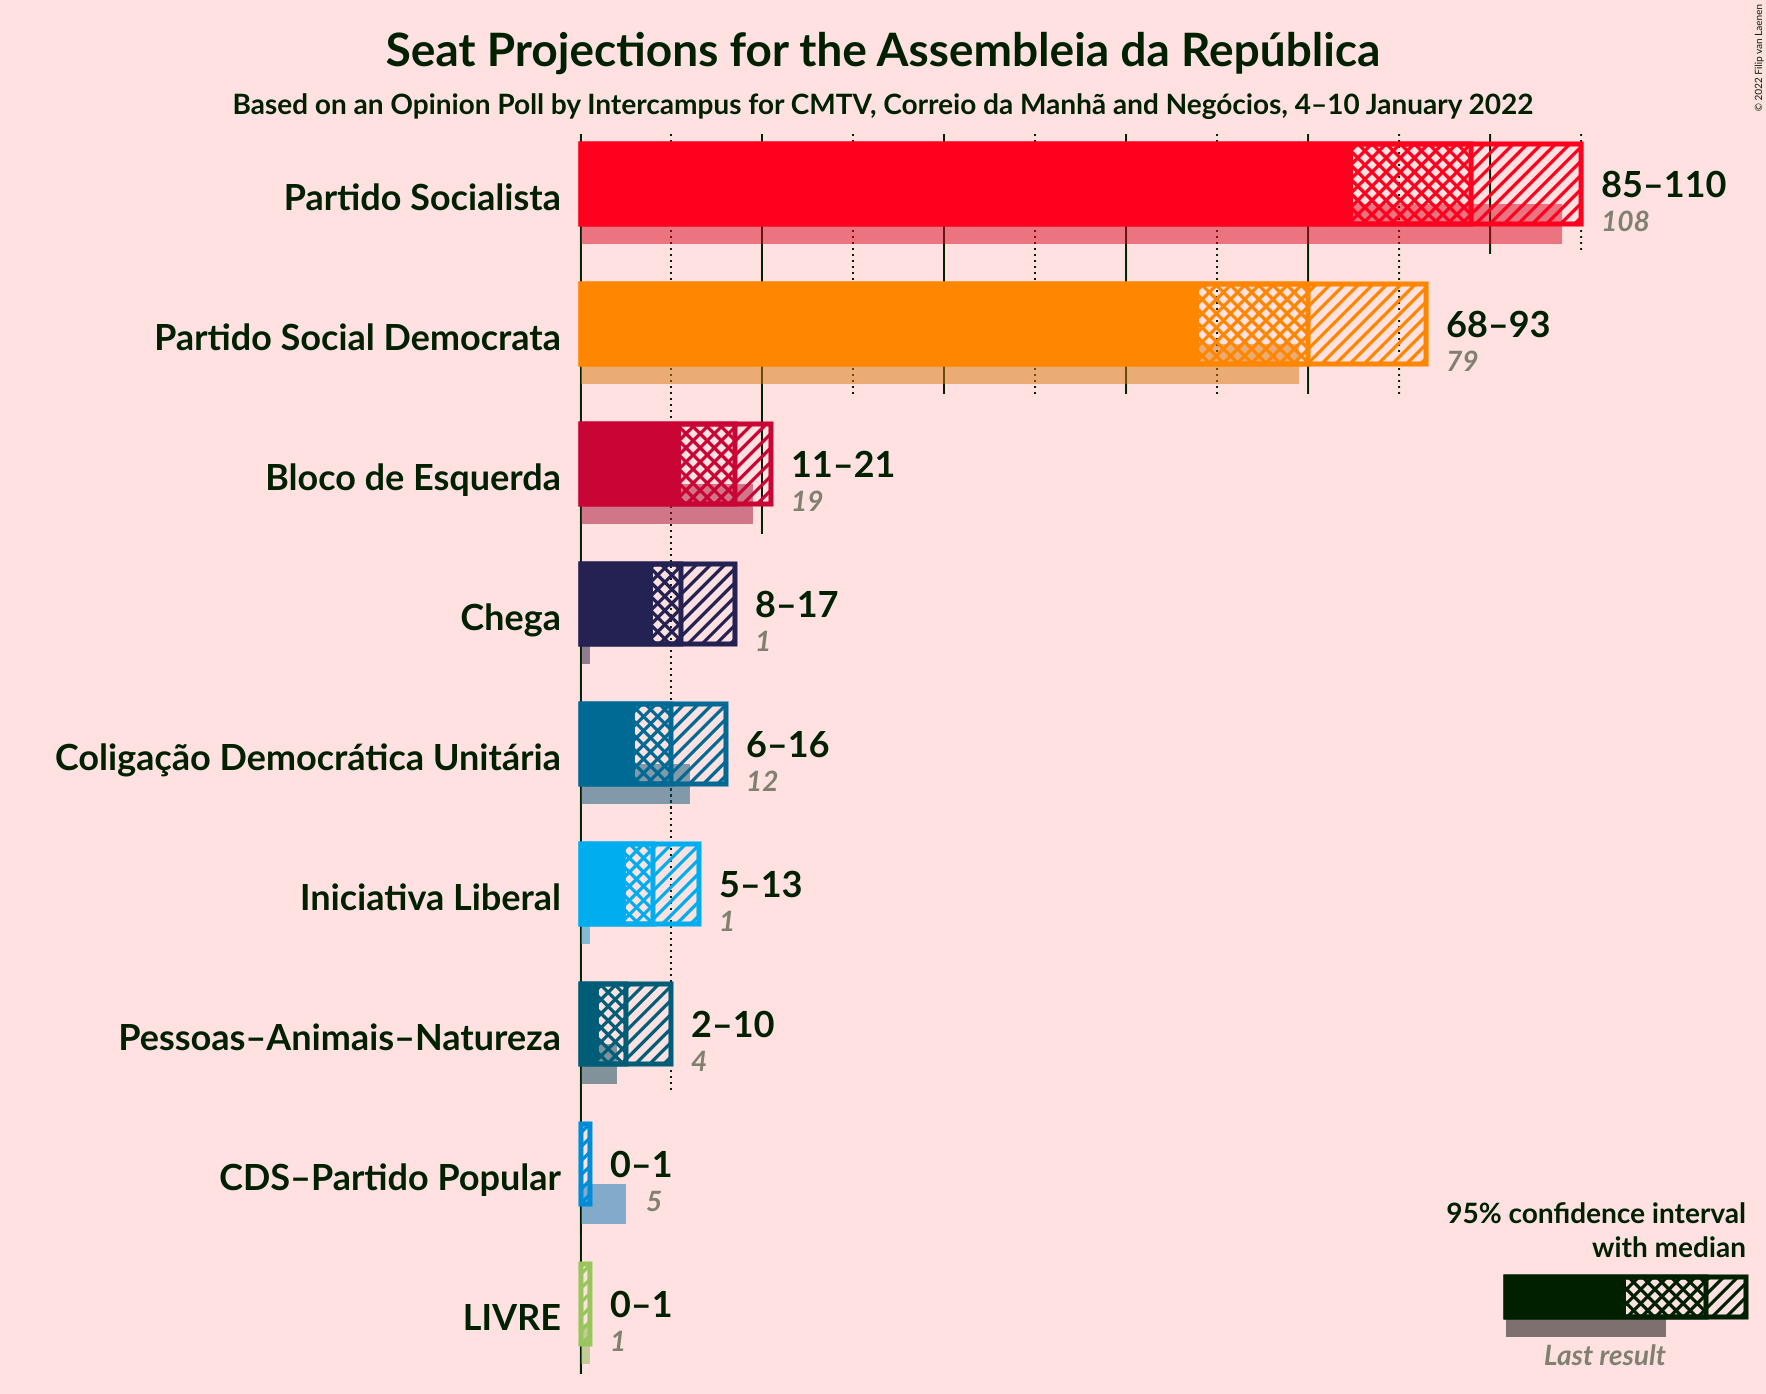 Seat Projections for the Assembleia da República
Based on an Opinion Poll by Intercampus for CMTV, Correio da Manhã and Negócios, 4–10 January 2022
© 2022 Filip van Laenen
Partido Socialista
85–110
108
Partido Social Democrata
68–93
79
Bloco de Esquerda
11–21
19
Chega
8–17
1
Coligação Democrática Unitária
6–16
12
Iniciativa Liberal
5–13
1
Pessoas–Animais–Natureza
2–10
4
CDS–Partido Popular
0–1
5
LIVRE
0–1
1
95% confidence interval
with median
Last result